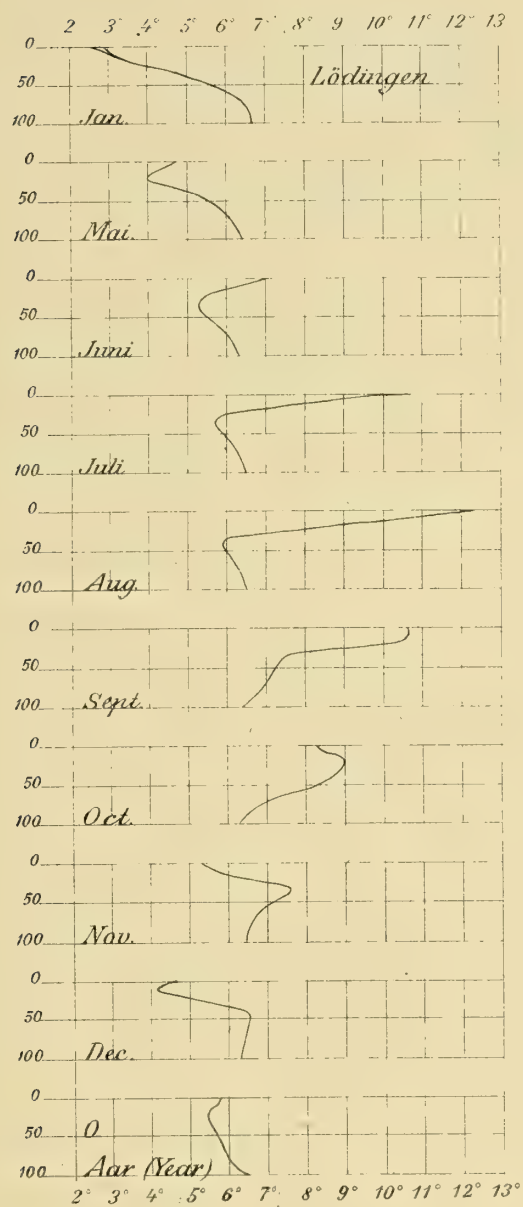 2 3° 4° 5° 6° 7° 8° 9 10° 11° 12° 13
0
50 Lödingen
100 Jan.
0
50
100 Mai.
0
50
100 Juni
0
50
100 Juli
0
50
100 Aug.
0
50
100 Sept.
0
50
100 Oct.
0
50
100 Nov.
0
50
100 Dec.
0
O
50
Aar (Year)
100
2° 3° 4° 5° 6° 7° 8° 9° 10° 11° 12° 13°